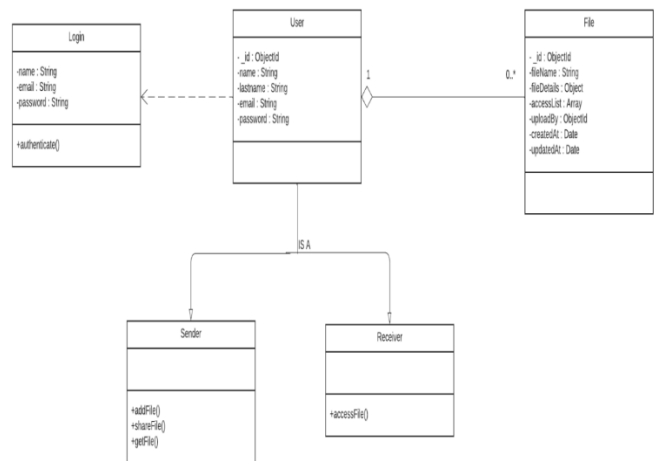 Login
-name : String
-email : String
-password : String
+authenticate()
User
- _id : ObjectId
-name : String
-lastname : String
-email : String
-password : String
1
0..*
File
- _id : ObjectId
-fileName : String
-fileDetails : Object
-accessList : Array
-uploadBy : ObjectId
-createdAt : Date
-updatedAt : Date
IS A
Sender
+addFile()
+shareFile()
+getFile()
Receiver
+accessFile()